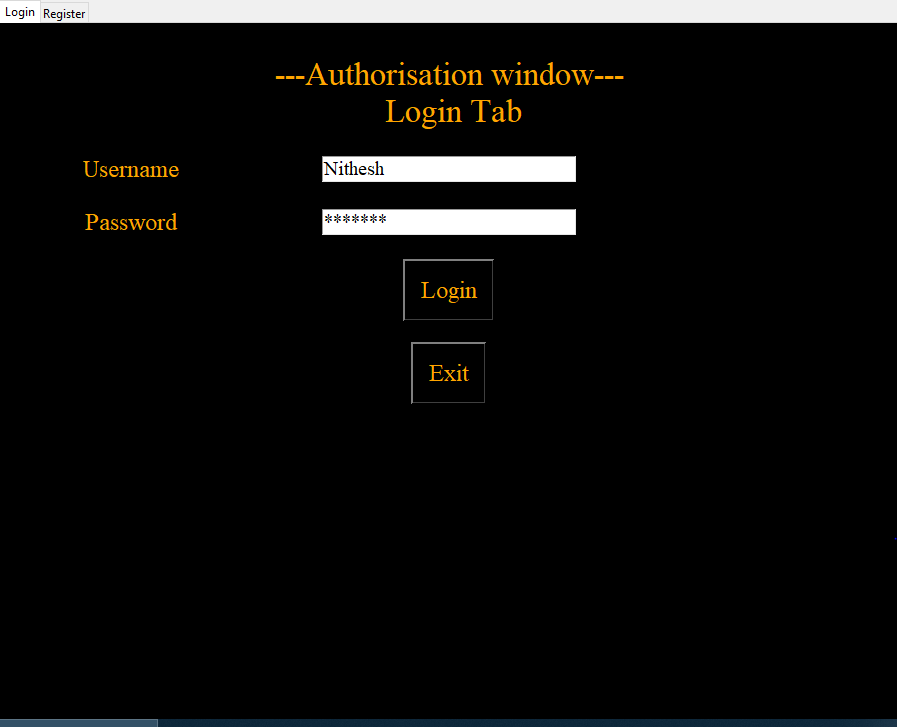 Login Register
---Authorisation window---
Login Tab
Username Nithesh
Password *******
Login
Exit